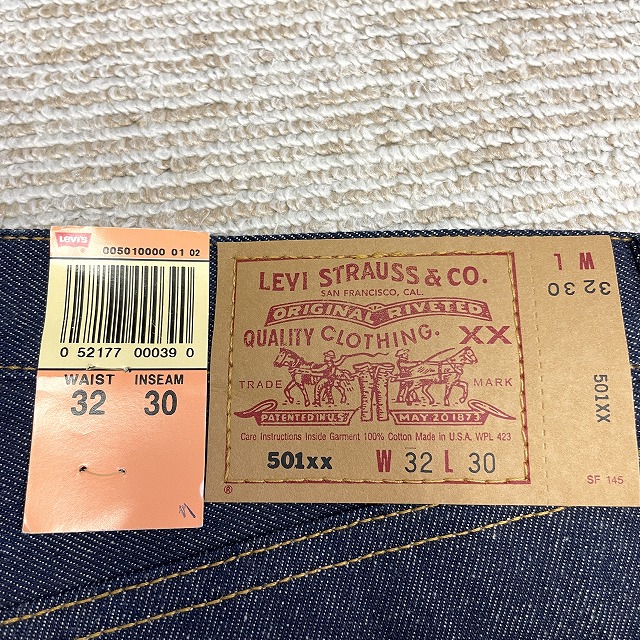 Levi's
005010000 01 02
0 52177 00039 0
WAIST INSEAM
32 30
LEVI STRAUSS & CO.
SAN FRANCISCO, CAL.
ORIGINAL RIVETED
QUALITY CLOTHING. XX
TRADE MARK
PATENTED IN U.S. MAY 20 1873
Care Instructions Inside Garment 100% Cotton Made in U.S.A. WPL 423
501xx W 32 L 30
®
W L
32 30
501XX
SF 145